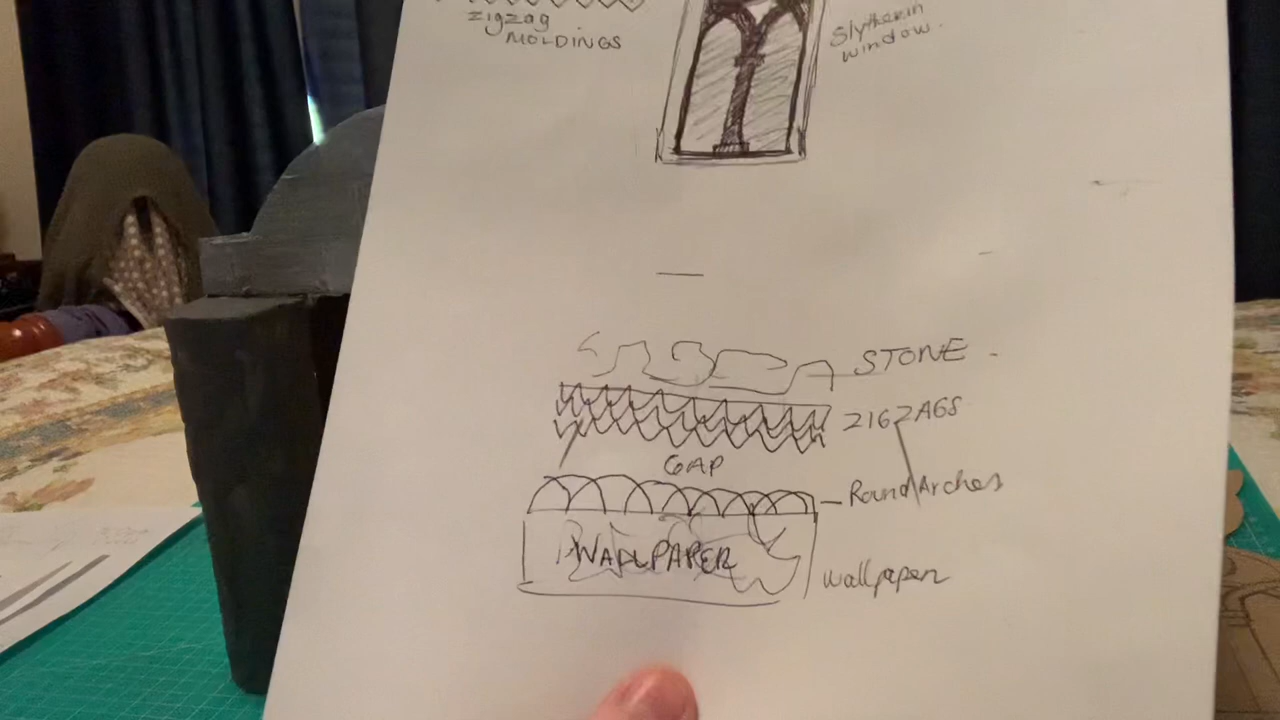 zigzag
MOLDINGS
Slytherin
window.
STONE
ZIGZAGS
GAP
Round Arches
WALLPAPER
wallpaper